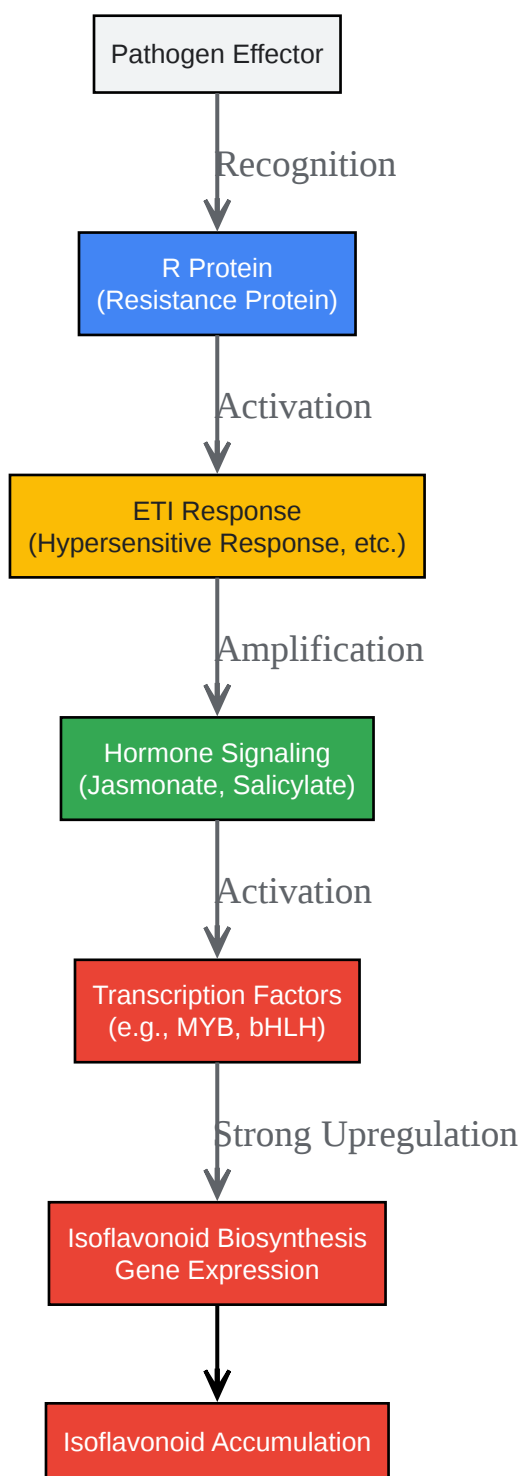 Pathogen Effector
Recognition
R Protein
(Resistance Protein)
Activation
ETI Response
(Hypersensitive Response, etc.)
Amplification
Hormone Signaling
(Jasmonate, Salicylate)
Activation
Transcription Factors
(e.g., MYB, bHLH)
Strong Upregulation
Isoflavonoid Biosynthesis
Gene Expression
Isoflavonoid Accumulation